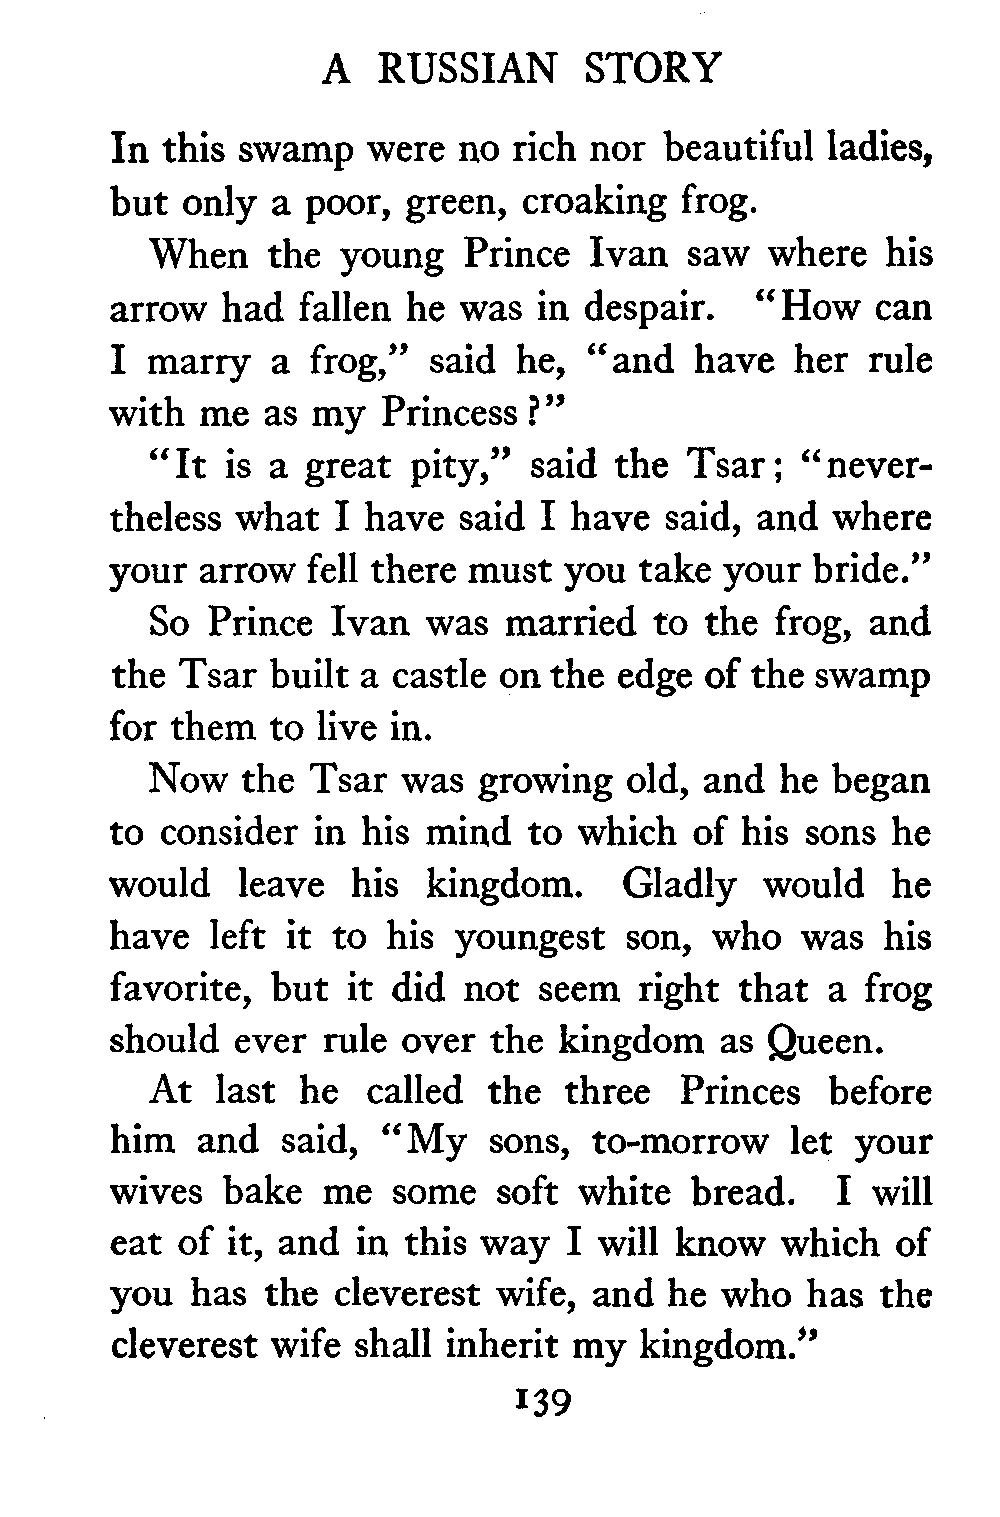 A RUSSIAN STORY
In this swamp were no rich nor beautiful ladies,
but only a poor, green, croaking frog.
When the young Prince Ivan saw where his
arrow had fallen he was in despair. “How can
I marry a frog,” said he, “and have her rule
with me as my Princess?”
“It is a great pity,” said the Tsar; “never-
theless what I have said I have said, and where
your arrow fell there must you take your bride.”
So Prince Ivan was married to the frog, and
the Tsar built a castle on the edge of the swamp
for them to live in.
Now the Tsar was growing old, and he began
to consider in his mind to which of his sons he
would leave his kingdom. Gladly would he
have left it to his youngest son, who was his
favorite, but it did not seem right that a frog
should ever rule over the kingdom as Queen.
At last he called the three Princes before
him and said, “My sons, to-morrow let your
wives bake me some soft white bread. I will
eat of it, and in this way I will know which of
you has the cleverest wife, and he who has the
cleverest wife shall inherit my kingdom.”
139